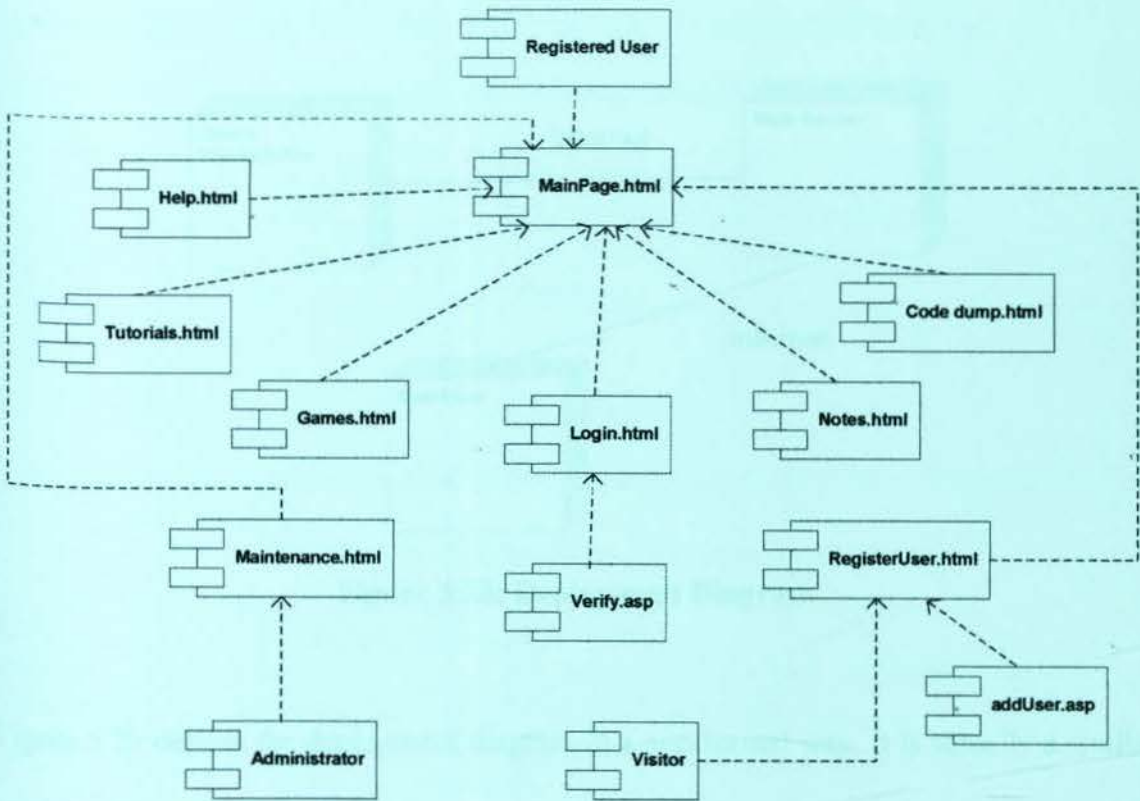 Registered User
MainPage.html
Help.html
Tutorials.html
Code dump.html
Games.html
Login.html
Notes.html
Maintenance.html
RegisterUser.html
Verify.asp
addUser.asp
Administrator
Visitor